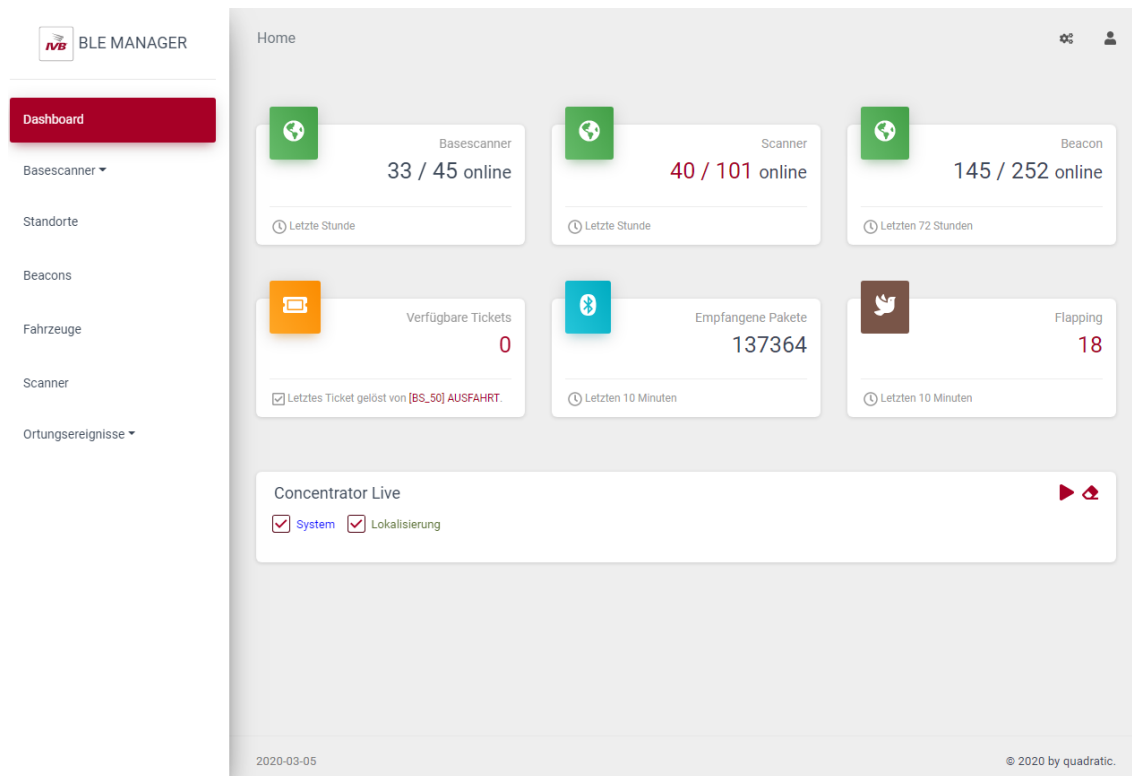 IVB BLE MANAGER
Dashboard
Basescanner
Standorte
Beacons
Fahrzeuge
Scanner
Ortungsereignisse
Home
Basescanner
33 / 45 online
Letzte Stunde
Scanner
40 / 101 online
Letzte Stunde
Beacon
145 / 252 online
Letzten 72 Stunden
Verfügbare Tickets
0
Letztes Ticket gelöst von [BS_50] AUSFAHRT.
Empfangene Pakete
137364
Letzten 10 Minuten
Flapping
18
Letzten 10 Minuten
Concentrator Live
System Lokalisierung
2020-03-05
© 2020 by quadratic.